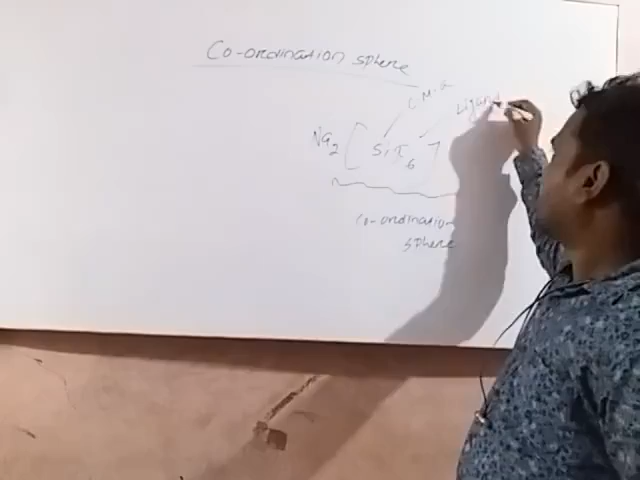 Co-ordination sphere
C.M.A
Ligand
Na2 [SiF6]
co-ordination
sphere